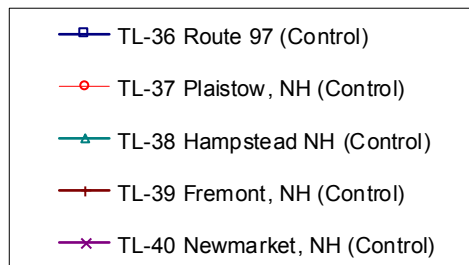 TL-36 Route 97 (Control)
TL-37 Plaistow, NH (Control)
TL-38 Hampstead NH (Control)
TL-39 Fremont, NH (Control)
TL-40 Newmarket, NH (Control)